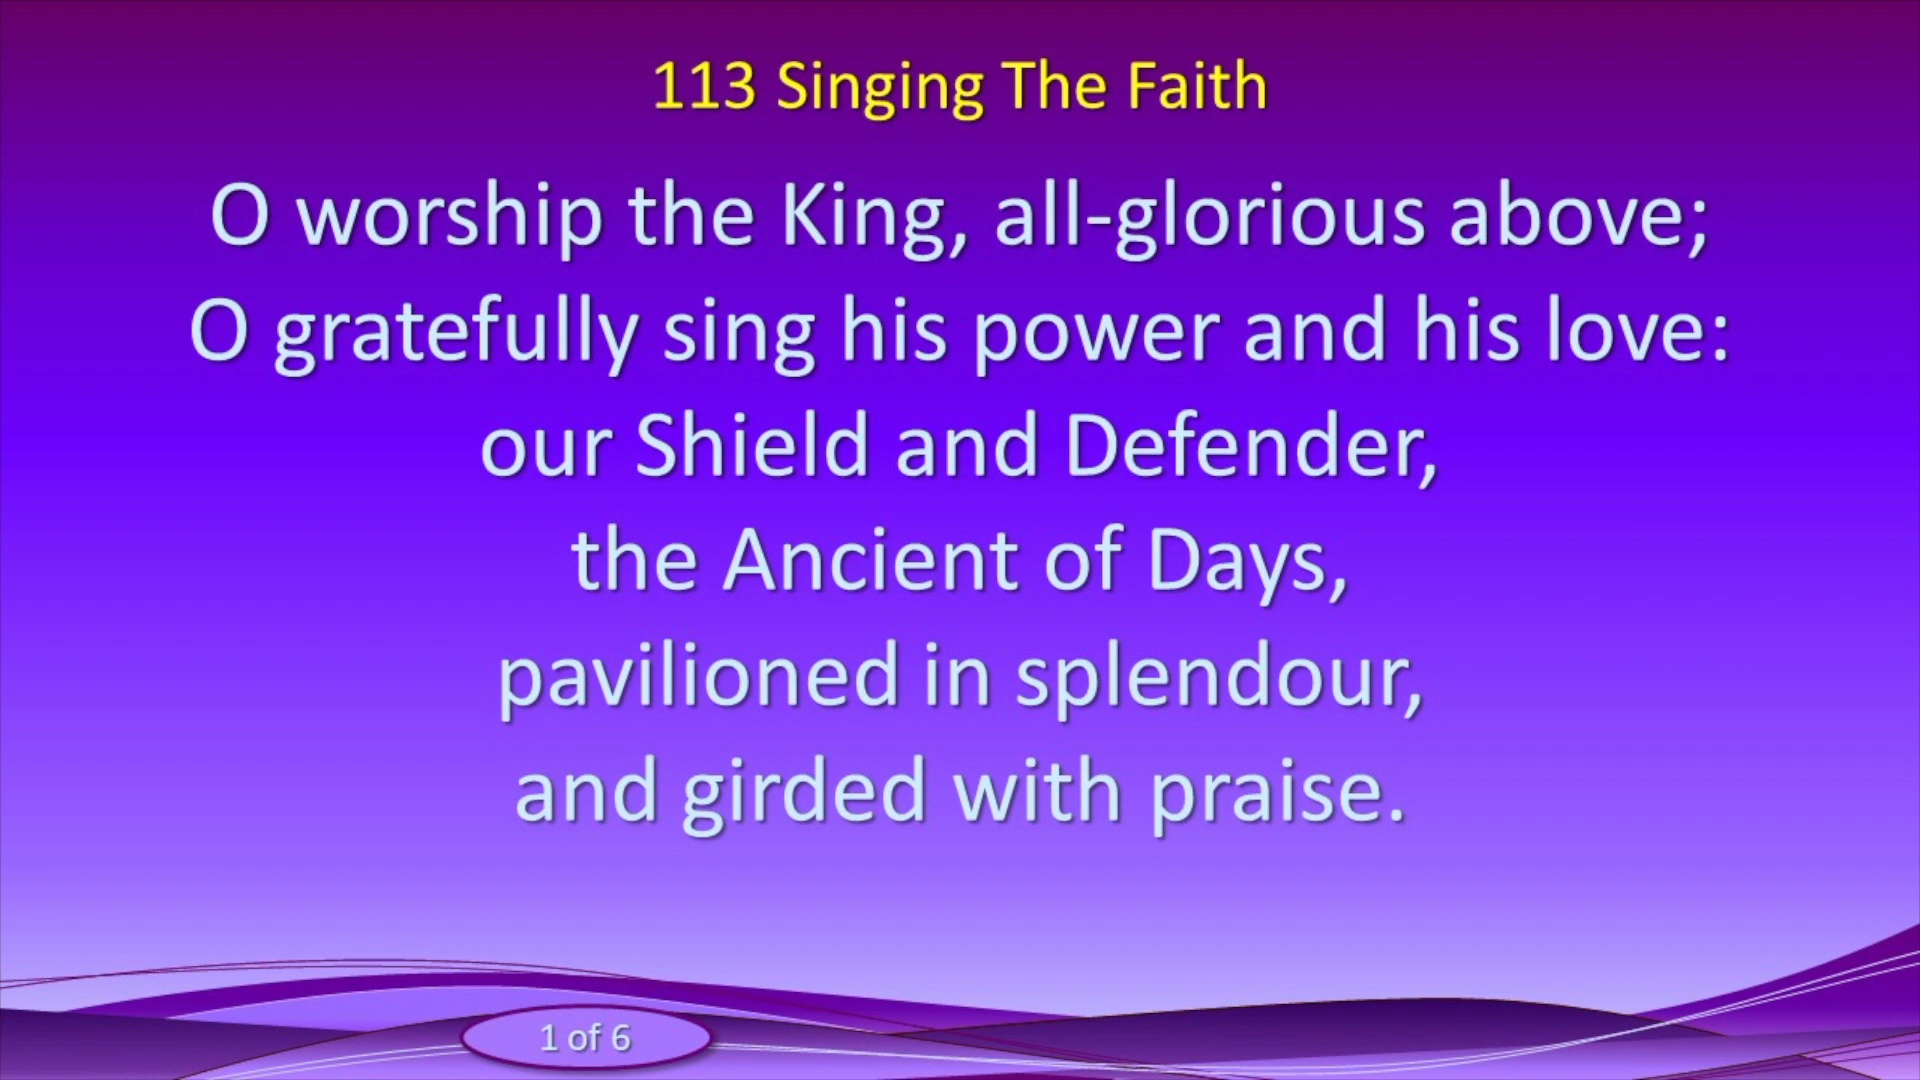 113 Singing The Faith
O worship the King, all-glorious above;
O gratefully sing his power and his love:
our Shield and Defender,
the Ancient of Days,
pavilioned in splendour,
and girded with praise.
1 of 6